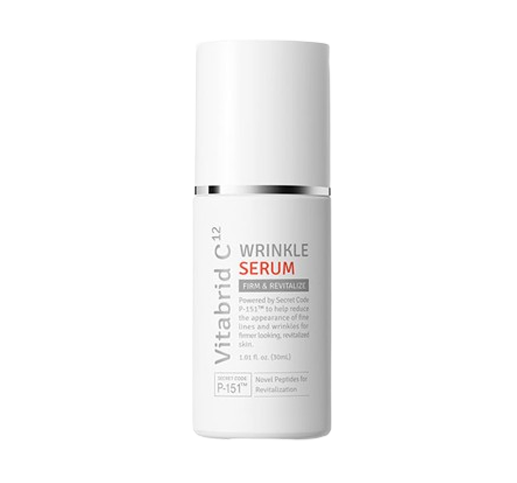 Vitabrid C¹²
WRINKLE
SERUM
FIRM & REVITALIZE
Powered by Secret Code
P-151™ to help reduce
the appearance of fine
lines and wrinkles for
firmer looking, revitalized
skin.
1.01 fl. oz. (30mL)
SECRET CODE
P-151™
Novel Peptides for
Revitalization